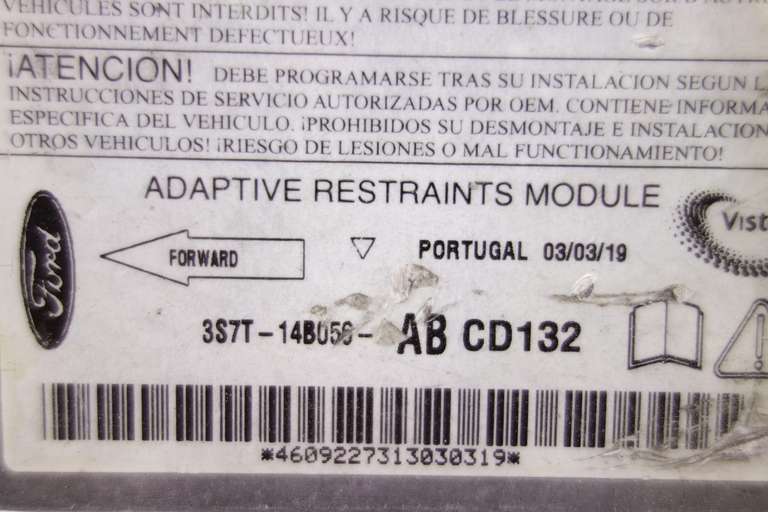 VEHICULES SONT INTERDITS! IL Y A RISQUE DE BLESSURE OU DE
FONCTIONNEMENT DEFECTUEUX!
¡ATENCION! DEBE PROGRAMARSE TRAS SU INSTALACION SEGUN L
INSTRUCCIONES DE SERVICIO AUTORIZADAS POR OEM. CONTIENE INFORMA
ESPECIFICA DEL VEHICULO. ¡PROHIBIDOS SU DESMONTAJE E INSTALACION
OTROS VEHICULOS! ¡RIESGO DE LESIONES O MAL FUNCTIONAMIENTO!
ADAPTIVE RESTRAINTS MODULE
Vist
Ford
FORWARD
PORTUGAL 03/03/19
3S7T-14B056- AB CD132
*4609227313030319*